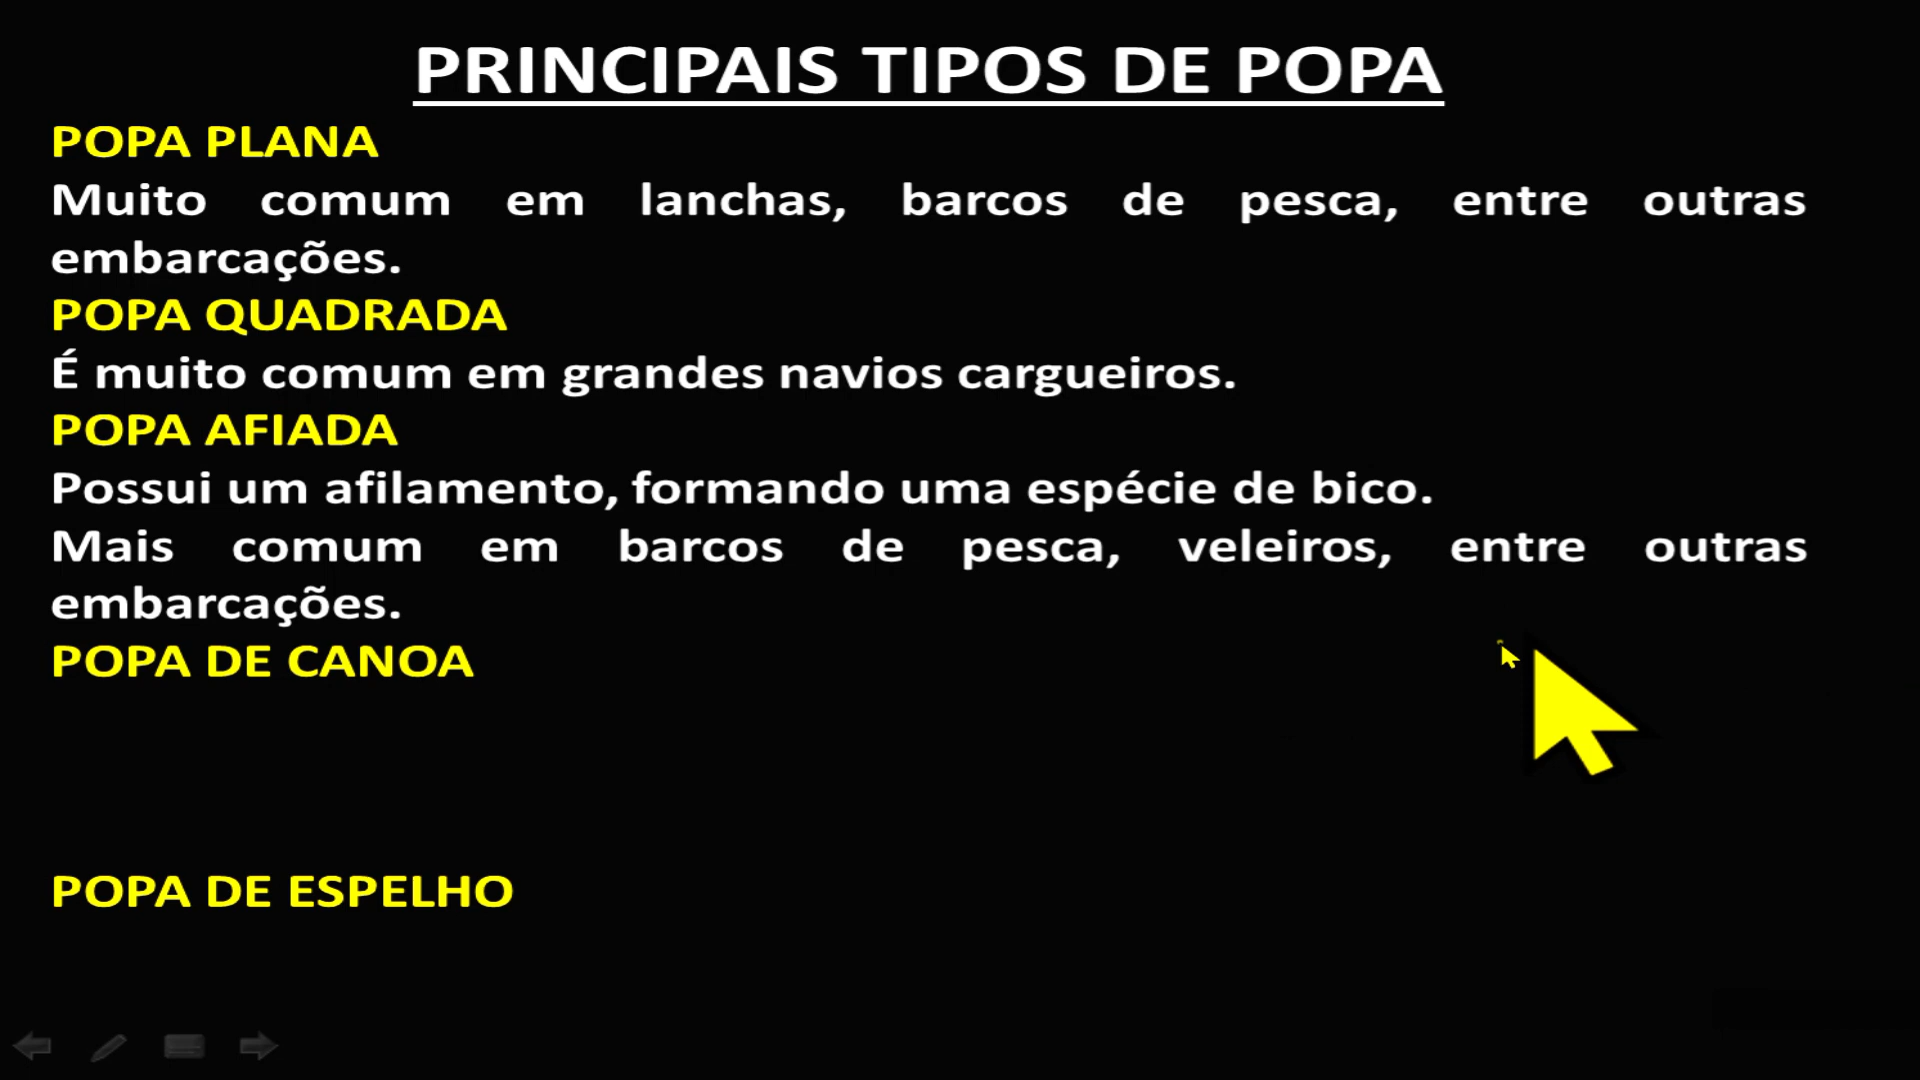 PRINCIPAIS TIPOS DE POPA
POPA PLANA
Muito comum em lanchas, barcos de pesca, entre outras
embarcações.
POPA QUADRADA
É muito comum em grandes navios cargueiros.
POPA AFIADA
Possui um afilamento, formando uma espécie de bico.
Mais comum em barcos de pesca, veleiros, entre outras
embarcações.
POPA DE CANOA
POPA DE ESPELHO